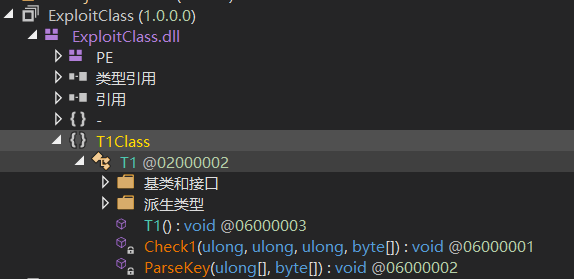 ExploitClass (1.0.0.0)
ExploitClass.dll
PE
类型引用
引用
{ } -
{ } T1Class
T1 @02000002
基类和接口
派生类型
T1() : void @06000003
Check1(ulong, ulong, ulong, byte[]) : void @06000001
ParseKey(ulong[], byte[]) : void @06000002